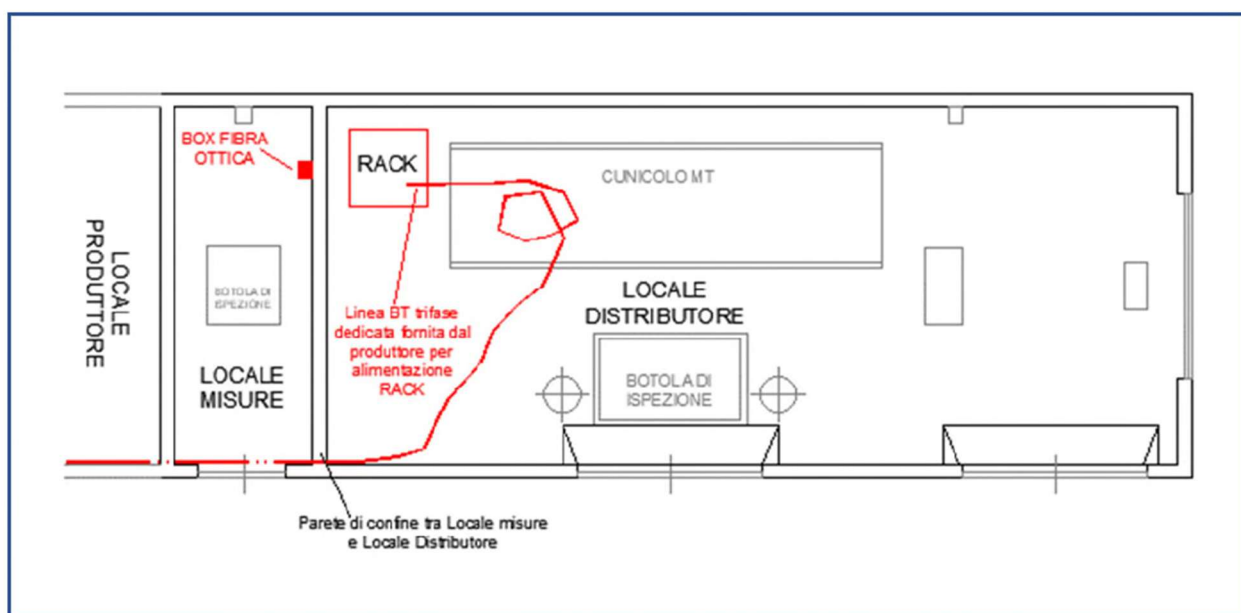 BOX FIBRA
OTTICA
RACK
CUNICOLO MT
LOCALE
PRODUTTORE
BOTOLA DI
ISPEZIONE
LOCALE
MISURE
Linea BT trifase
dedicata fornita dal
produttore per
alimentazione
RACK
LOCALE
DISTRIBUTORE
BOTOLA DI
ISPEZIONE
Parete di confine tra Locale misure
e Locale Distributore